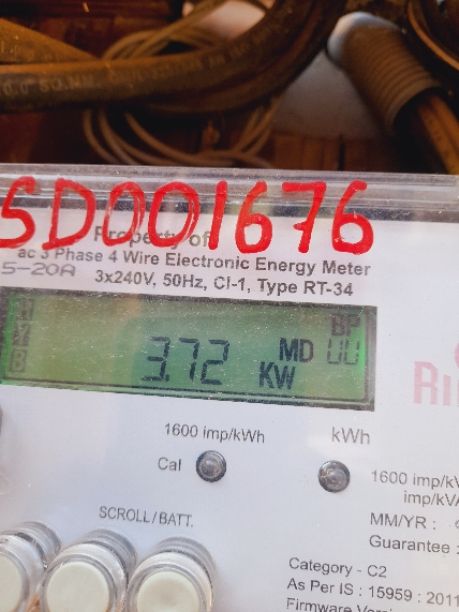 SD001676
Property of
ac 3 Phase 4 Wire Electronic Energy Meter
5-20A 3x240V, 50Hz, Cl-1, Type RT-34
BP
3.72 MD 00
KW
1600 imp/kWh kWh
Cal
1600 imp/
imp/
MM/YR :
SCROLL/BATT.
Guarantee :
Category - C2
As Per IS : 15959 : 2011
Firmware